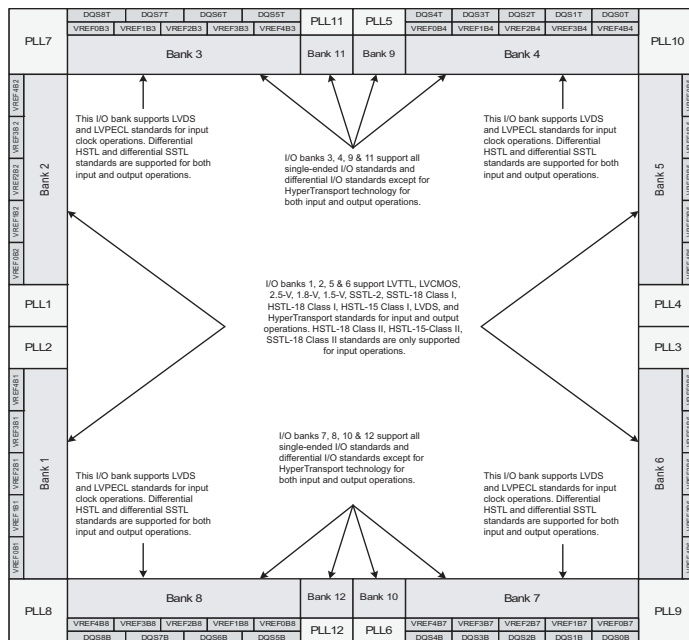 DQS8T DQS7T DQS6T DQS5T
PLL11 PLL5
DQS4T DQS3T DQS2T DQS1T DQS0T
PLL7
VREF0B3 VREF1B3 VREF2B3 VREF3B3 VREF4B3
VREF0B4 VREF1B4 VREF2B4 VREF3B4 VREF4B4
PLL10
Bank 3
Bank 11
Bank 9
Bank 4
VREF4B2
VREF3B2
VREF2B2
VREF1B2
VREF0B2
Bank 2
This I/O bank supports LVDS
and LVPECL standards for input
clock operations. Differential
HSTL and differential SSTL
standards are supported for both
input and output operations.
I/O banks 3, 4, 9 & 11 support all
single-ended I/O standards and
differential I/O standards except for
HyperTransport technology for
both input and output operations.
This I/O bank supports LVDS
and LVPECL standards for input
clock operations. Differential
HSTL and differential SSTL
standards are supported for both
input and output operations.
Bank 5
I/O banks 1, 2, 5 & 6 support LVTTL, LVCMOS,
2.5-V, 1.8-V, 1.5-V, SSTL-2, SSTL-18 Class I,
HSTL-18 Class I, HSTL-15 Class I, LVDS, and
HyperTransport standards for input and output
operations. HSTL-18 Class II, HSTL-15-Class II,
SSTL-18 Class II standards are only supported
for input operations.
PLL1
PLL4
PLL2
PLL3
VREF4B1
VREF3B1
VREF2B1
VREF1B1
VREF0B1
Bank 1
I/O banks 7, 8, 10 & 12 support all
single-ended I/O standards and
differential I/O standards except for
HyperTransport technology for
both input and output operations.
This I/O bank supports LVDS
and LVPECL standards for input
clock operations. Differential
HSTL and differential SSTL
standards are supported for both
input and output operations.
This I/O bank supports LVDS
and LVPECL standards for input
clock operations. Differential
HSTL and differential SSTL
standards are supported for both
input and output operations.
Bank 6
Bank 8
Bank 12
Bank 10
Bank 7
PLL8
PLL9
VREF4B8 VREF3B8 VREF2B8 VREF1B8 VREF0B8
PLL12 PLL6
VREF4B7 VREF3B7 VREF2B7 VREF1B7 VREF0B7
DQS8B DQS7B DQS6B DQS5B
DQS4B DQS3B DQS2B DQS1B DQS0B